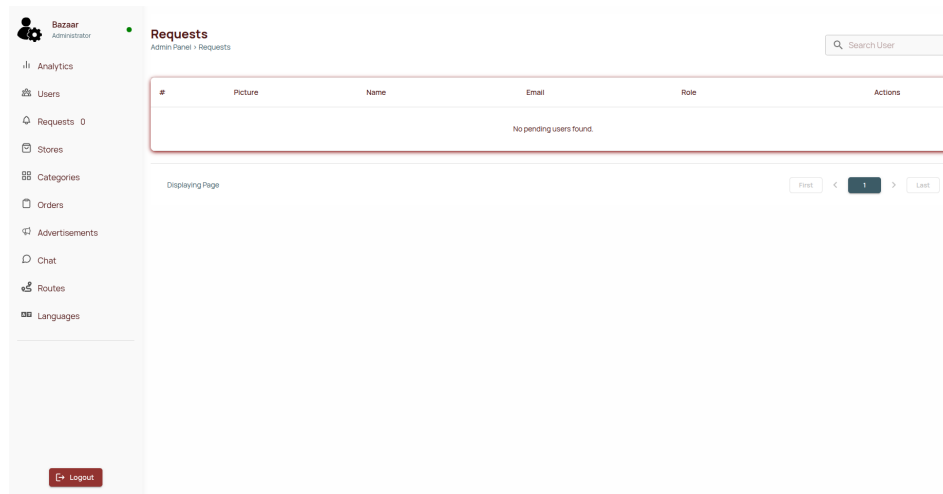 Bazaar
Administrator
Analytics
Users
Requests 0
Stores
Categories
Orders
Advertisements
Chat
Routes
Languages
Logout
Requests
Admin Panel › Requests
Search User
# Picture Name Email Role Actions
No pending users found.
Displaying Page
First 1 Last